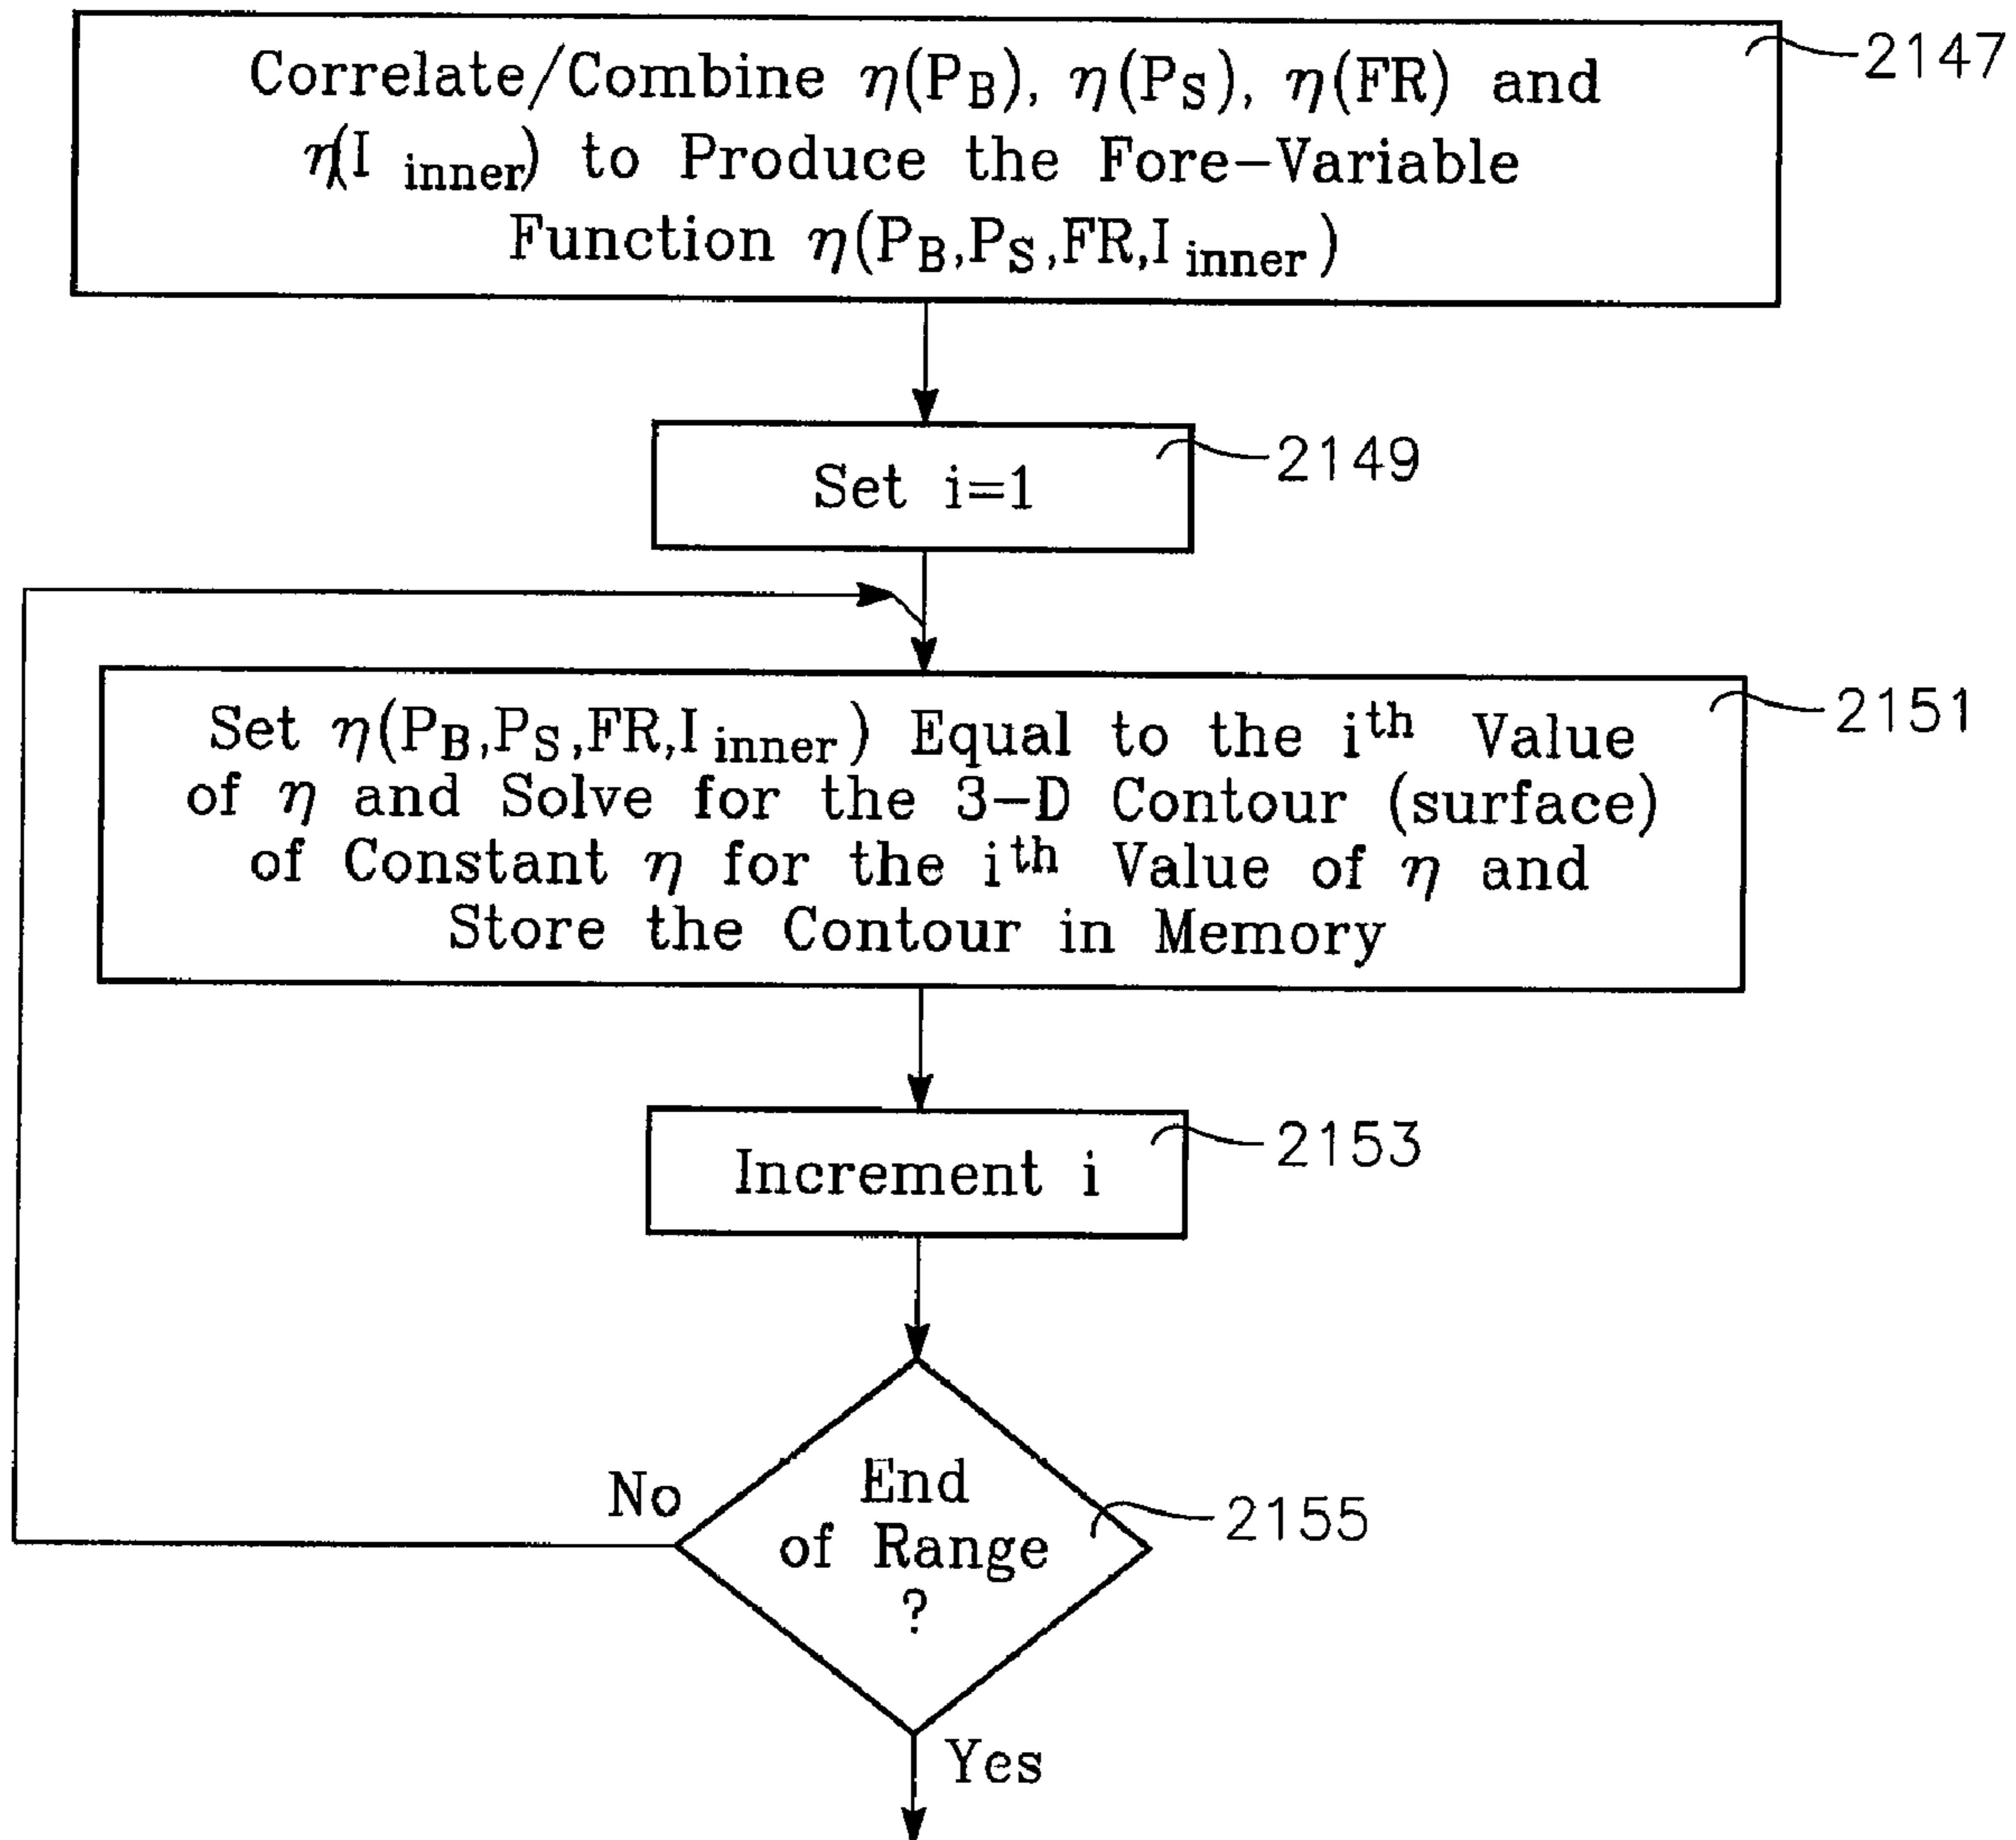 Correlate/Combine η(P_B), η(P_S), η(FR) and
η(I inner) to Produce the Fore-Variable
Function η(P_B,P_S,FR,I inner)
2147
Set i=1
2149
Set η(P_B,P_S,FR,I inner) Equal to the i^th Value
of η and Solve for the 3-D Contour (surface)
of Constant η for the i^th Value of η and
Store the Contour in Memory
2151
Increment i
2153
End
of Range
?
2155
No
Yes